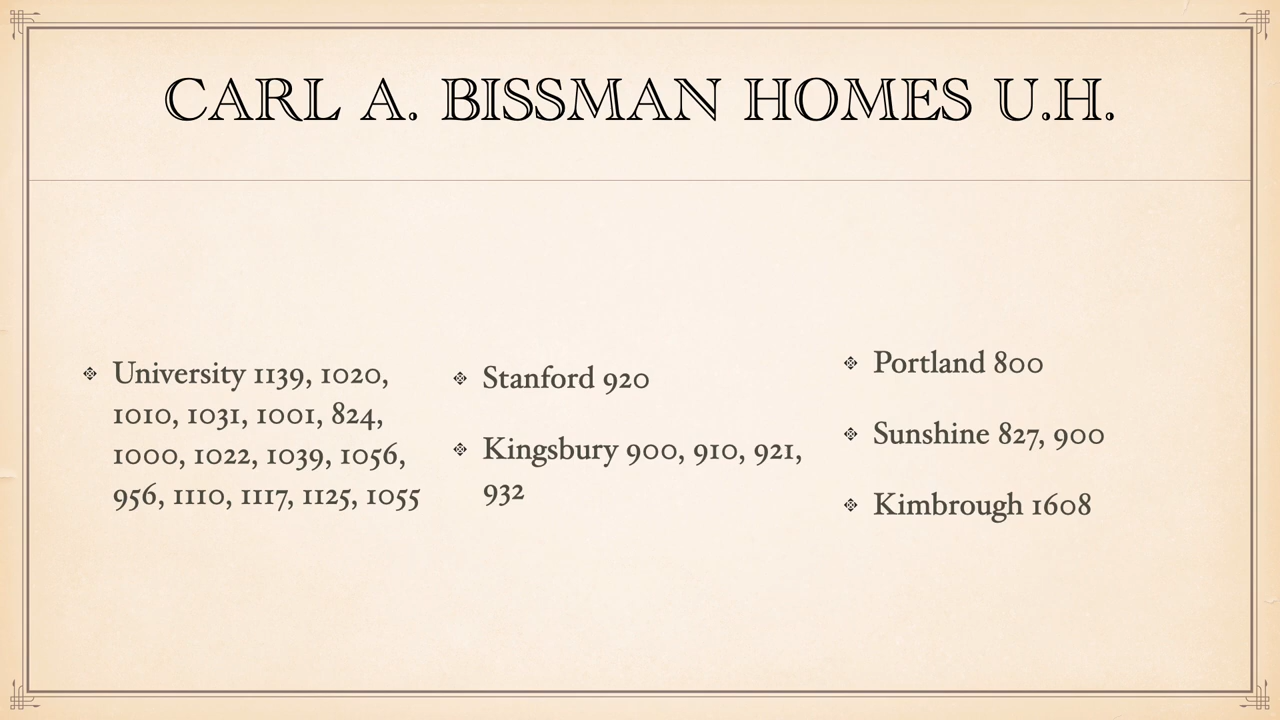 CARL A. BISSMAN HOMES U.H.
University 1139, 1020,
1010, 1031, 1001, 824,
1000, 1022, 1039, 1056,
956, 1110, 1117, 1125, 1055
Stanford 920
Kingsbury 900, 910, 921,
932
Portland 800
Sunshine 827, 900
Kimbrough 1608